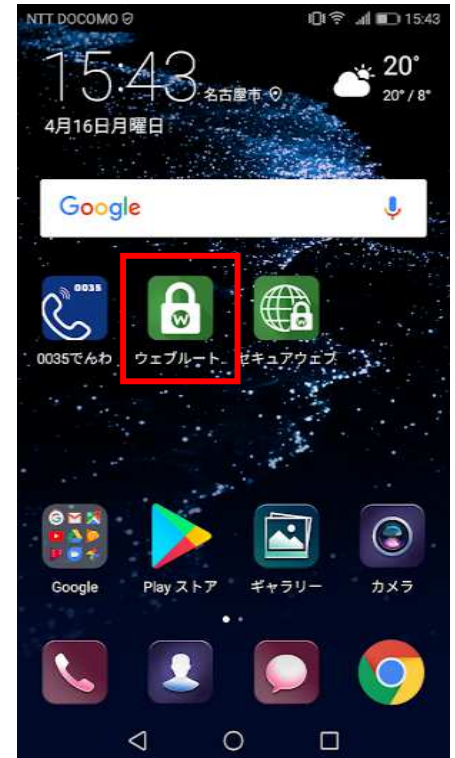 NTT DOCOMO 15:43
15:43 名古屋市 20°
20° / 8°
4月16日月曜日
Google
0035
W
0035でんわ ウェブルート.. セキュアウェブ
Google Play ストア ギャラリー カメラ